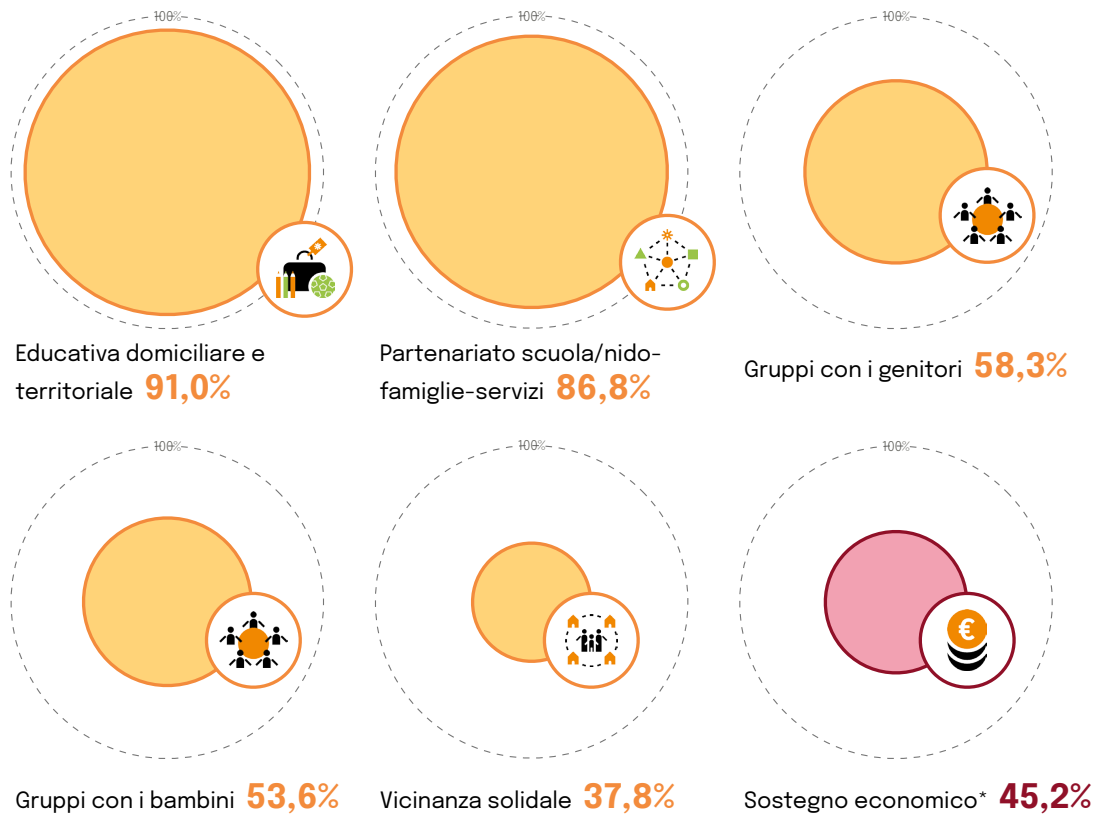 100%
100%
100%
Educativa domiciliare e
territoriale 91,0%
Partenariato scuola/nido-
famiglie-servizi 86,8%
Gruppi con i genitori 58,3%
100%
100%
100%
€
Gruppi con i bambini 53,6%
Vicinanza solidale 37,8%
Sostegno economico* 45,2%